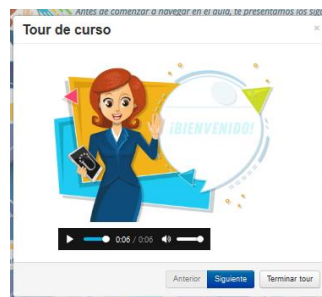 Antes de comenzar a navegar en el aula, te presentamos los sigu
Tour de curso
×
¡BIENVENIDO!
0:06 / 0:06
Anterior
Siguiente
Terminar tour